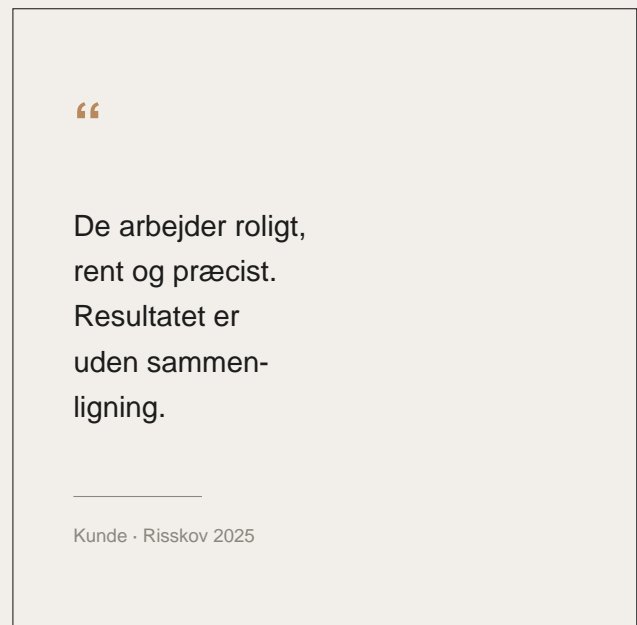 “
De arbejder roligt,
rent og præcist.
Resultatet er
uden sammen-
ligning.
Kunde · Risskov 2025